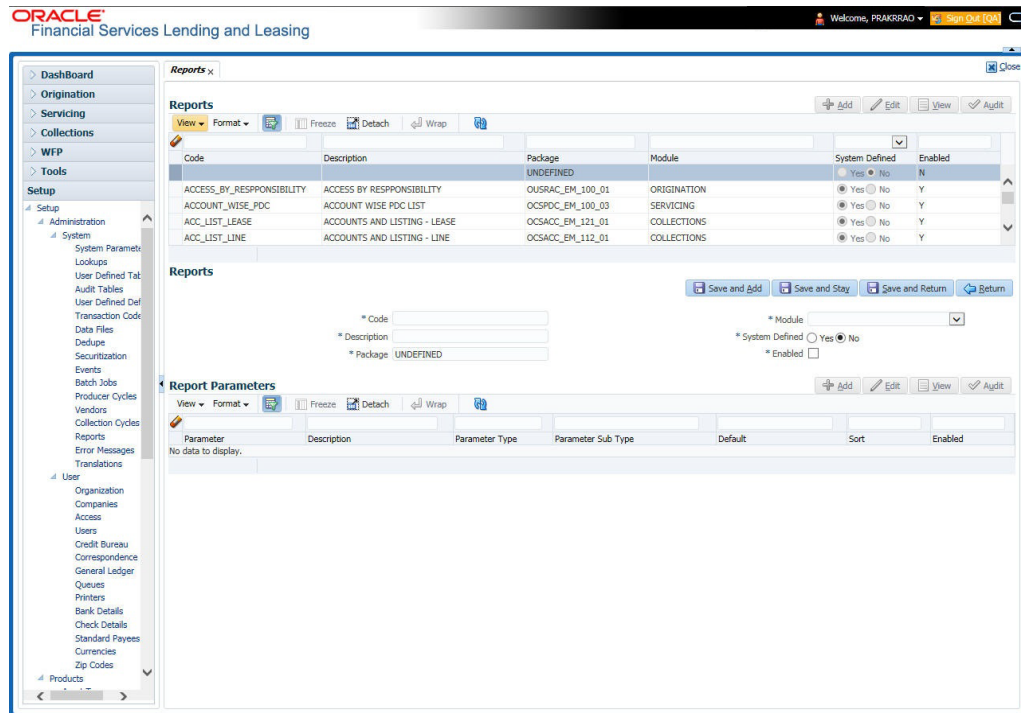 ORACLE'
Financial Services Lending and Leasing
Welcome, PRAKRRAO
Sign Out [QA]
Close
DashBoard
Origination
Servicing
Collections
WFP
Tools
Setup
Setup
Administration
System
System Paramete
Lookups
User Defined Tab
Audit Tables
User Defined Def
Transaction Code
Data Files
Dedupe
Securitization
Events
Batch Jobs
Producer Cycles
Vendors
Collection Cycles
Reports
Error Messages
Translations
User
Organization
Companies
Access
Users
Credit Bureau
Correspondence
General Ledger
Queues
Printers
Bank Details
Check Details
Standard Payees
Currencies
Zip Codes
Products
Reports x
Reports
Add Edit View Audit
View Format Freeze Detach Wrap
Code Description Package Module System Defined Enabled
UNDEFINED Yes No N
ACCESS_BY_RESPPONSIBILITY ACCESS BY RESPPONSIBILITY OUSRAC_EM_100_01 ORIGINATION Yes No Y
ACCOUNT_WISE_PDC ACCOUNT WISE PDC LIST OCSPDC_EM_100_03 SERVICING Yes No Y
ACC_LIST_LEASE ACCOUNTS AND LISTING - LEASE OCSACC_EM_121_01 COLLECTIONS Yes No Y
ACC_LIST_LINE ACCOUNTS AND LISTING - LINE OCSACC_EM_112_01 COLLECTIONS Yes No Y
Reports
Save and Add Save and Stay Save and Return Return
* Code * Module
* Description * System Defined Yes No
* Package UNDEFINED * Enabled
Report Parameters
Add Edit View Audit
View Format Freeze Detach Wrap
Parameter Description Parameter Type Parameter Sub Type Default Sort Enabled
No data to display.